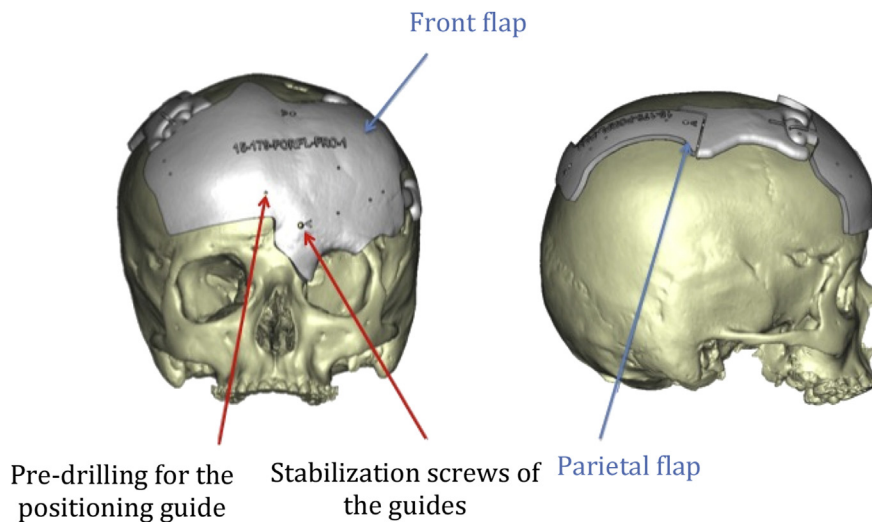 Front flap
15-179-PORFL-PRO-1
Pre-drilling for the
positioning guide
Stabilization screws of
the guides
Parietal flap